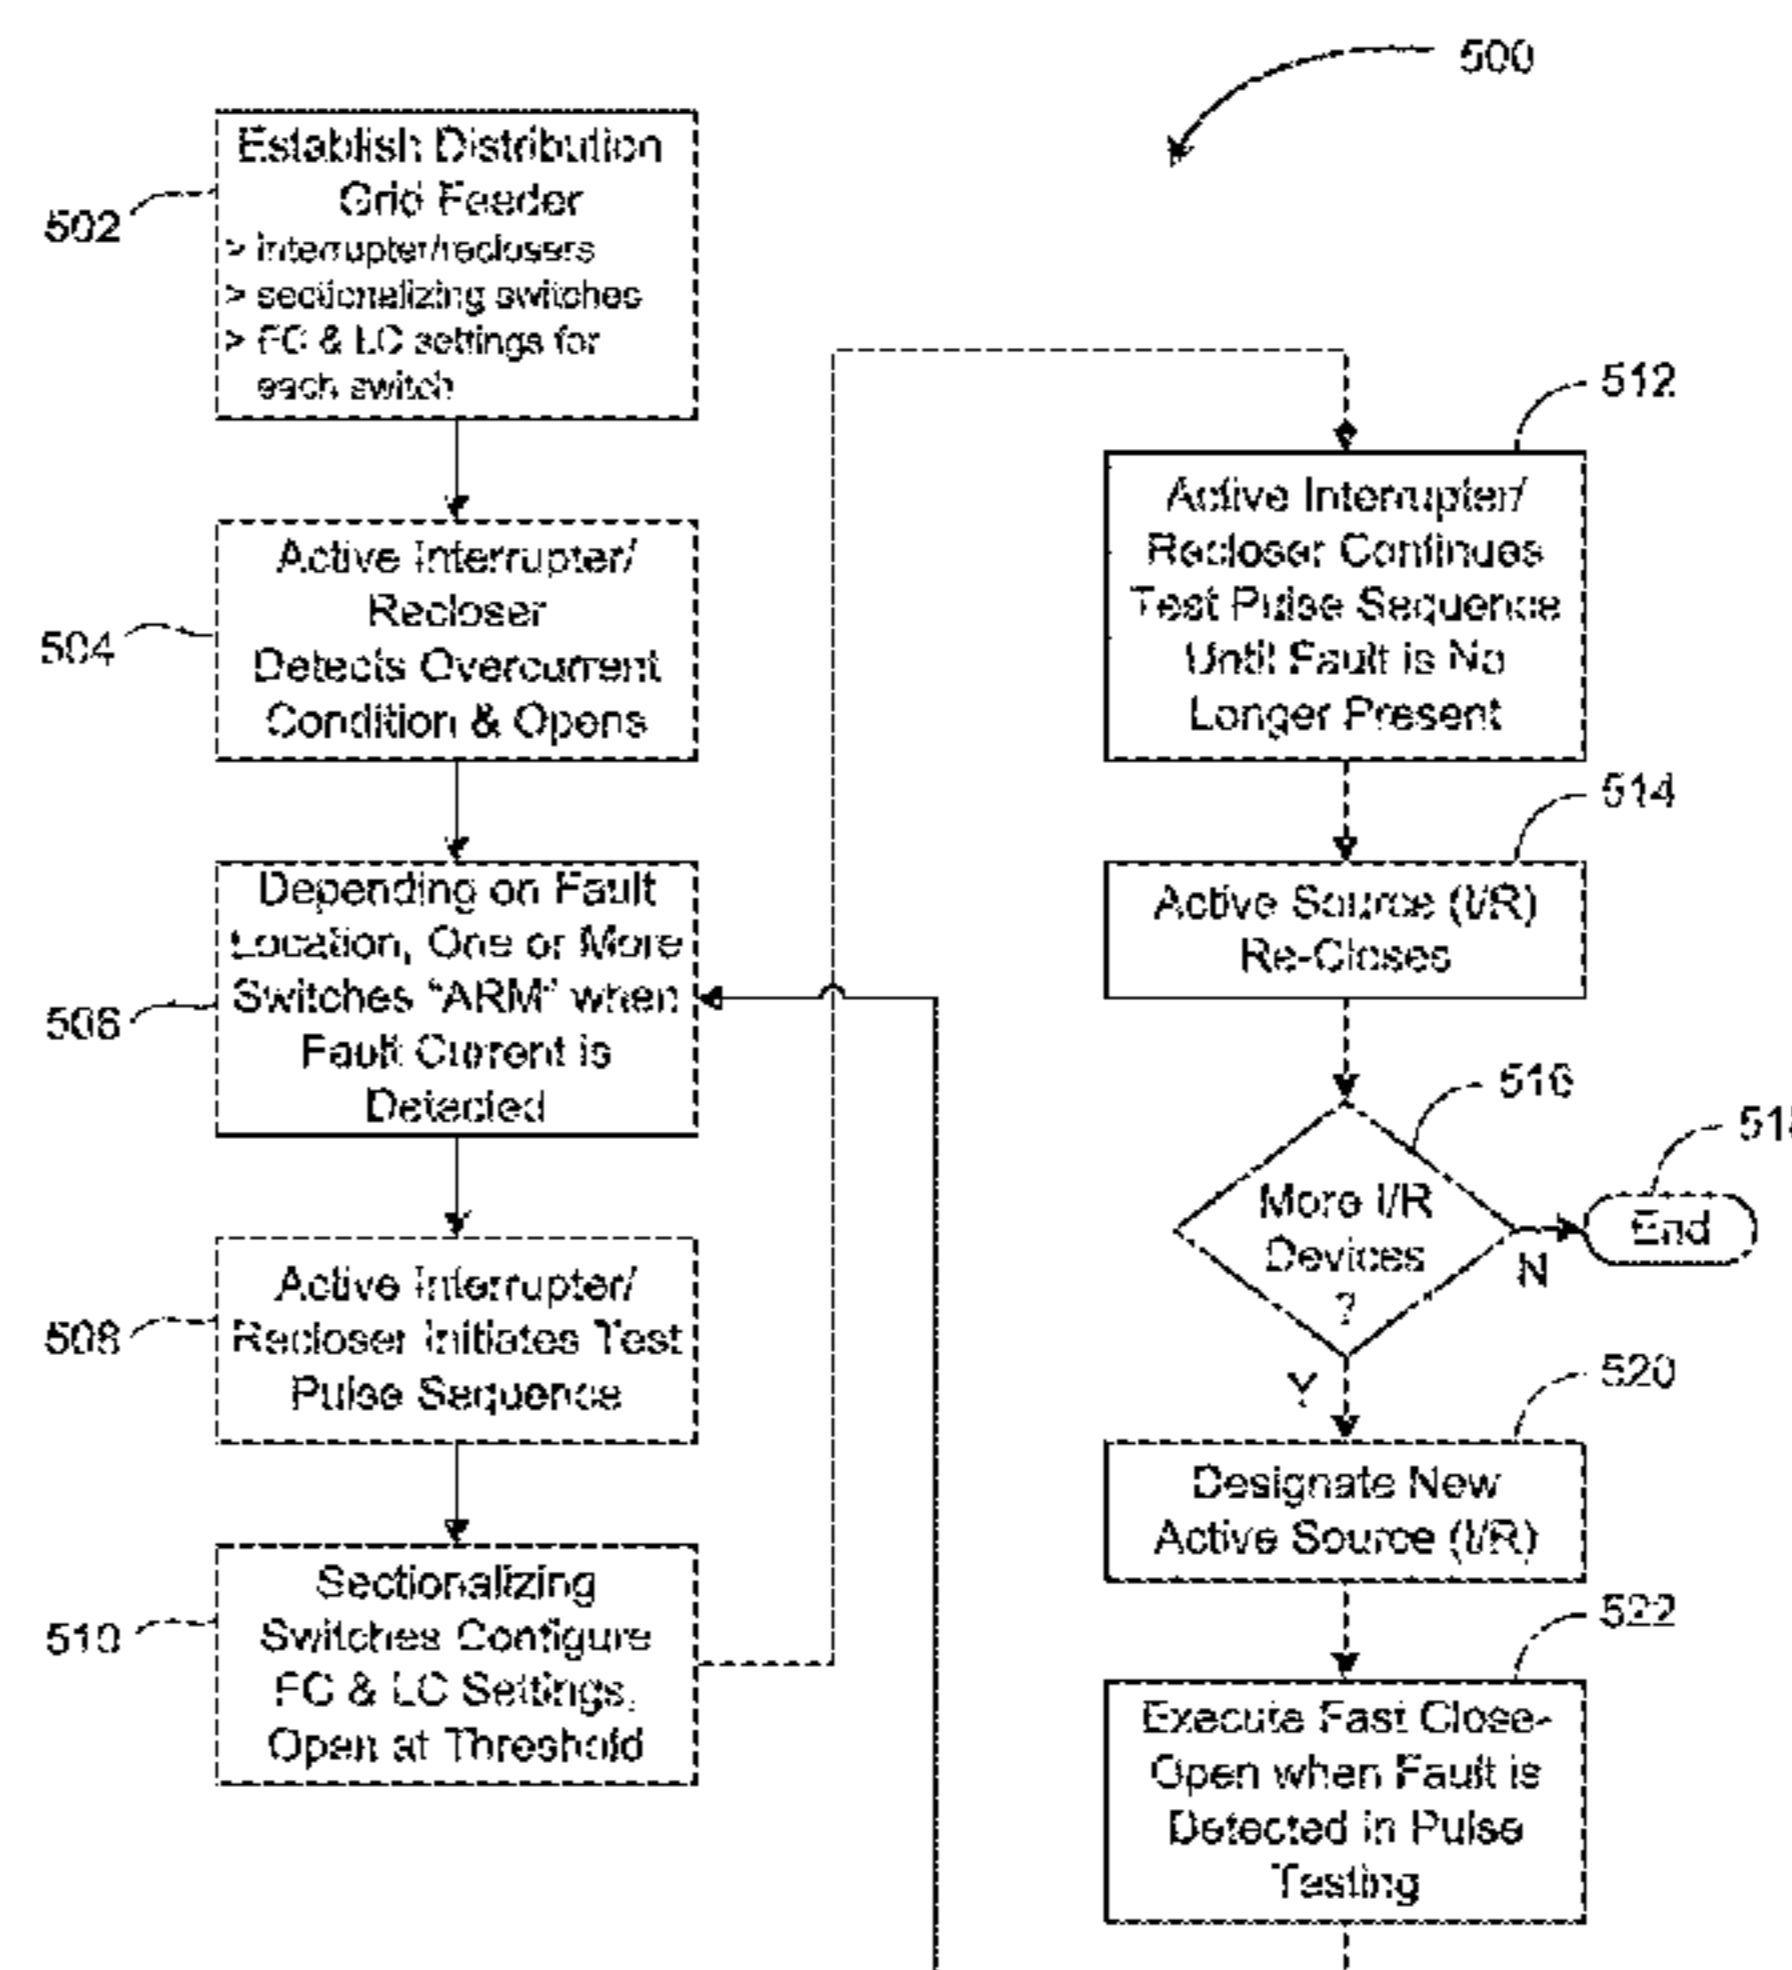 500
502
Establish Distribution
Grid Feeder
> interrupter/reclosers
> sectionalizing switches
> FC & LC settings for
each switch
504
Active Interrupter/
Recloser
Detects Overcurrent
Condition & Opens
506
Depending on Fault
Location, One or More
Switches "ARM" when
Fault Current is
Detected
508
Active Interrupter/
Recloser Initiates Test
Pulse Sequence
510
Sectionalizing
Switches Configure
FC & LC Settings,
Open at Threshold
512
Active Interrupter/
Recloser Continues
Test Pulse Sequence
Until Fault is No
Longer Present
514
Active Source (I/R)
Re-Closes
516
More I/R
Devices
?
N
End
Y
520
Designate New
Active Source (I/R)
522
Execute Fast Close-
Open when Fault is
Detected in Pulse
Testing